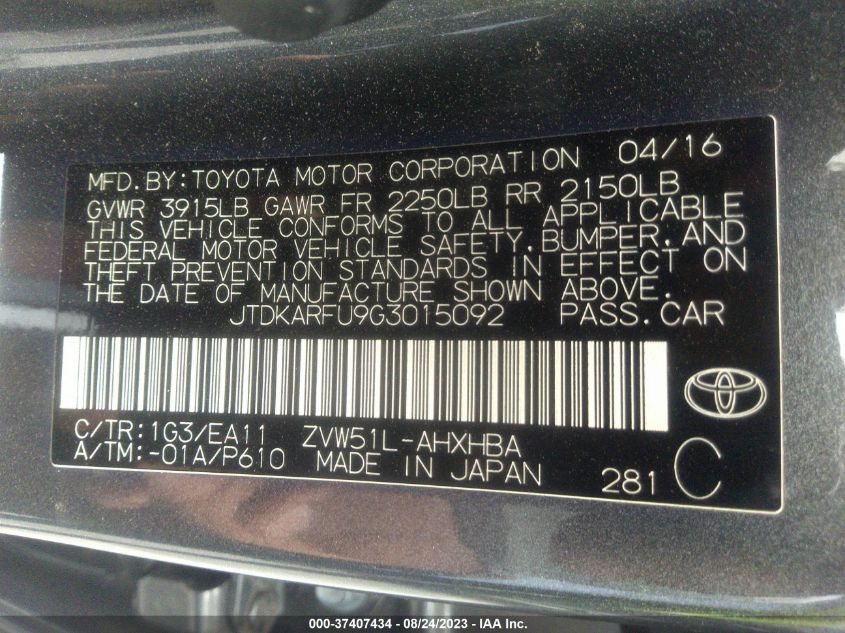 MFD.BY:TOYOTA MOTOR CORPORATION 04/16
GVWR 3915LB GAWR FR 2250LB RR 2150LB
THIS VEHICLE CONFORMS TO ALL APPLICABLE
FEDERAL MOTOR VEHICLE SAFETY,BUMPER,AND
THEFT PREVENTION STANDARDS IN EFFECT ON
THE DATE OF MANUFACTURE SHOWN ABOVE.
JTDKARFU9G3015092 PASS.CAR
C/TR:1G3/EA11 ZVW51L-AHXHBA
A/TM:-01A/P610 MADE IN JAPAN 281 C
000-37407434 - 08/24/2023 - IAA Inc.